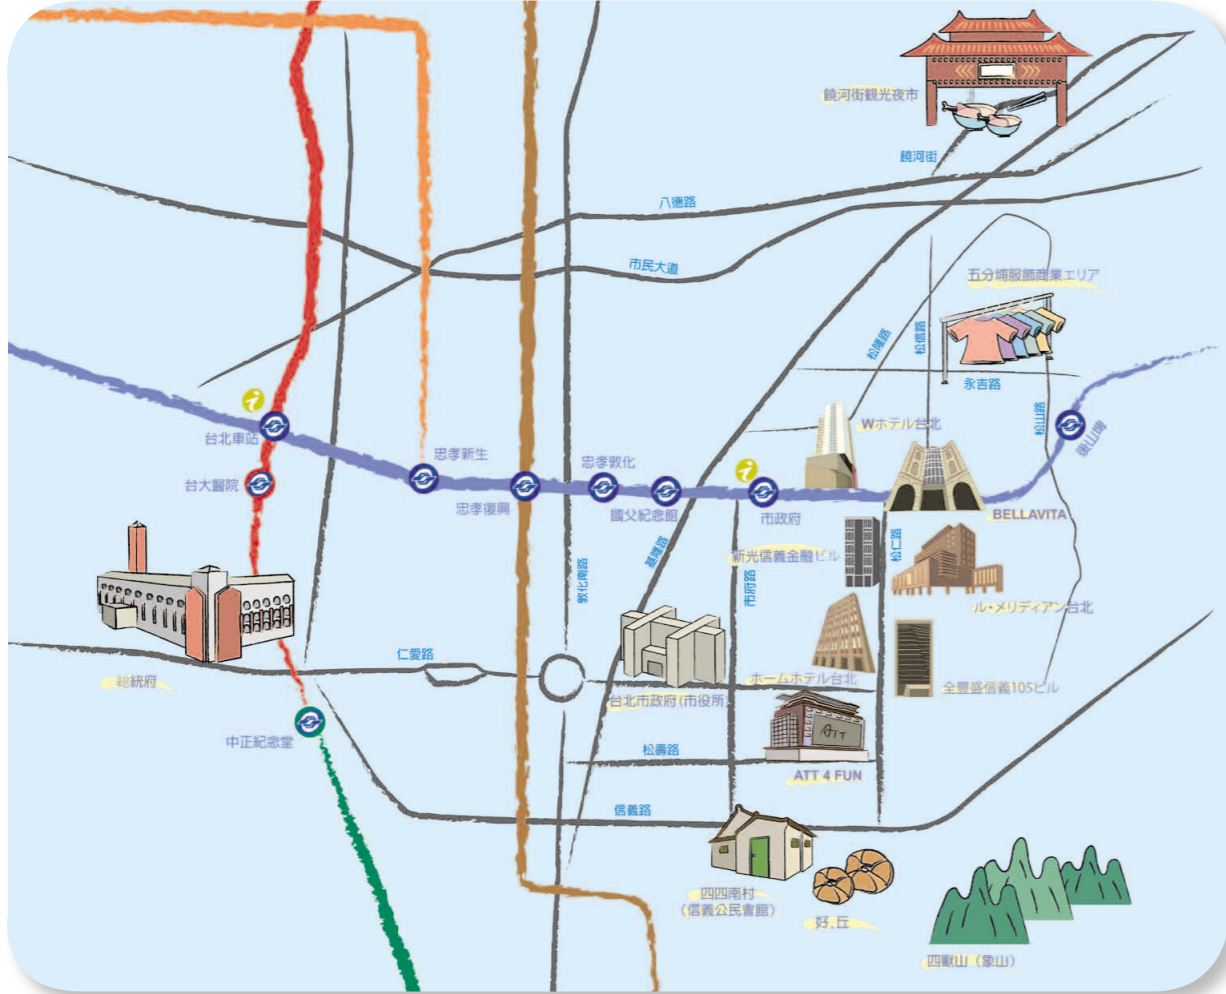 饒河街観光夜市
饒河街
八德路
市民大道
五分埔服飾商業エリア
松隆路
松信路
永吉路
松山路
Wホテル台北
後山埤
台北車站
忠孝新生
忠孝敦化
台大醫院
忠孝復興
國父紀念館
市政府
BELLAVITA
基隆路
新光信義金融ビル
松仁路
敦化南路
市府路
ル・メリディアン台北
仁愛路
総統府
ホームホテル台北
全豐盛信義105ビル
台北市政府(市役所)
中正紀念堂
松壽路
ATT
ATT 4 FUN
信義路
四四南村
(信義公民會館)
好,丘
四獸山(象山)